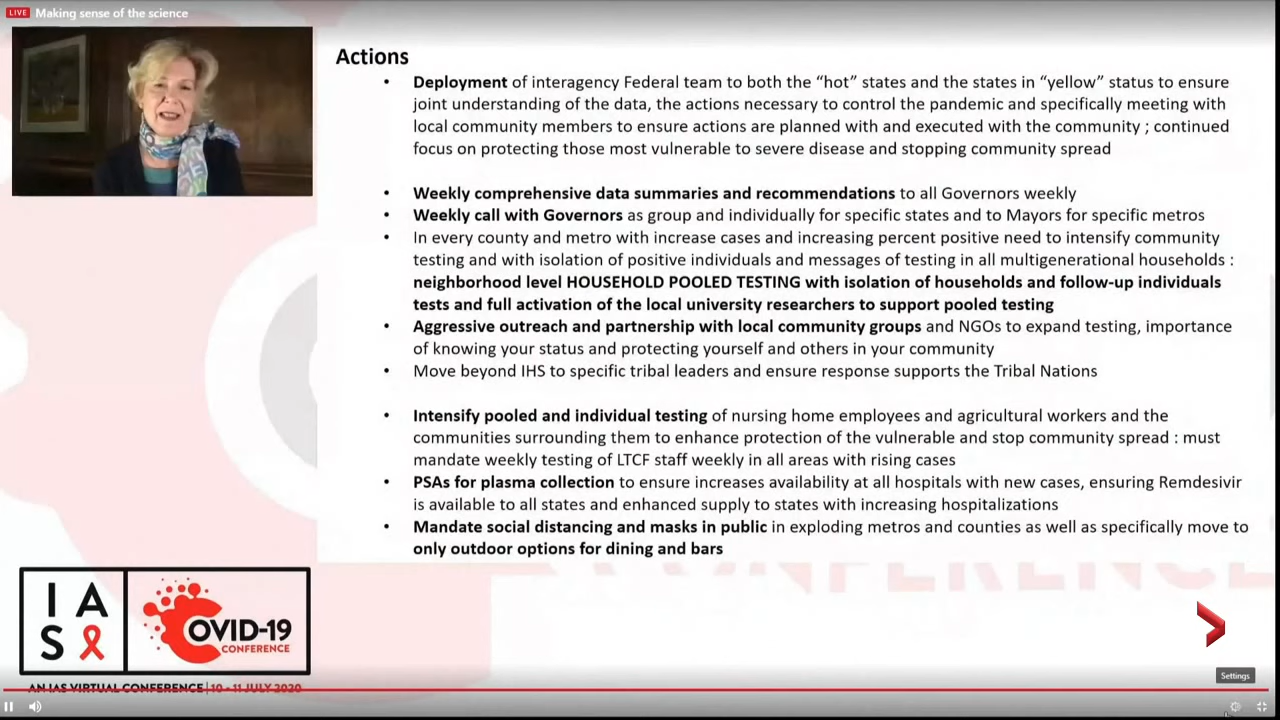 LIVE Making sense of the science
Actions
• Deployment of interagency Federal team to both the “hot” states and the states in “yellow” status to ensure
joint understanding of the data, the actions necessary to control the pandemic and specifically meeting with
local community members to ensure actions are planned with and executed with the community ; continued
focus on protecting those most vulnerable to severe disease and stopping community spread
• Weekly comprehensive data summaries and recommendations to all Governors weekly
• Weekly call with Governors as group and individually for specific states and to Mayors for specific metros
• In every county and metro with increase cases and increasing percent positive need to intensify community
testing and with isolation of positive individuals and messages of testing in all multigenerational households :
neighborhood level HOUSEHOLD POOLED TESTING with isolation of households and follow-up individuals
tests and full activation of the local university researchers to support pooled testing
• Aggressive outreach and partnership with local community groups and NGOs to expand testing, importance
of knowing your status and protecting yourself and others in your community
• Move beyond IHS to specific tribal leaders and ensure response supports the Tribal Nations
• Intensify pooled and individual testing of nursing home employees and agricultural workers and the
communities surrounding them to enhance protection of the vulnerable and stop community spread : must
mandate weekly testing of LTCF staff weekly in all areas with rising cases
• PSAs for plasma collection to ensure increases availability at all hospitals with new cases, ensuring Remdesivir
is available to all states and enhanced supply to states with increasing hospitalizations
• Mandate social distancing and masks in public in exploding metros and counties as well as specifically move to
only outdoor options for dining and bars
CONFERENCE
IAS
COVID-19
CONFERENCE
AN IAS VIRTUAL CONFERENCE | 10 - 11 JULY 2020
Settings